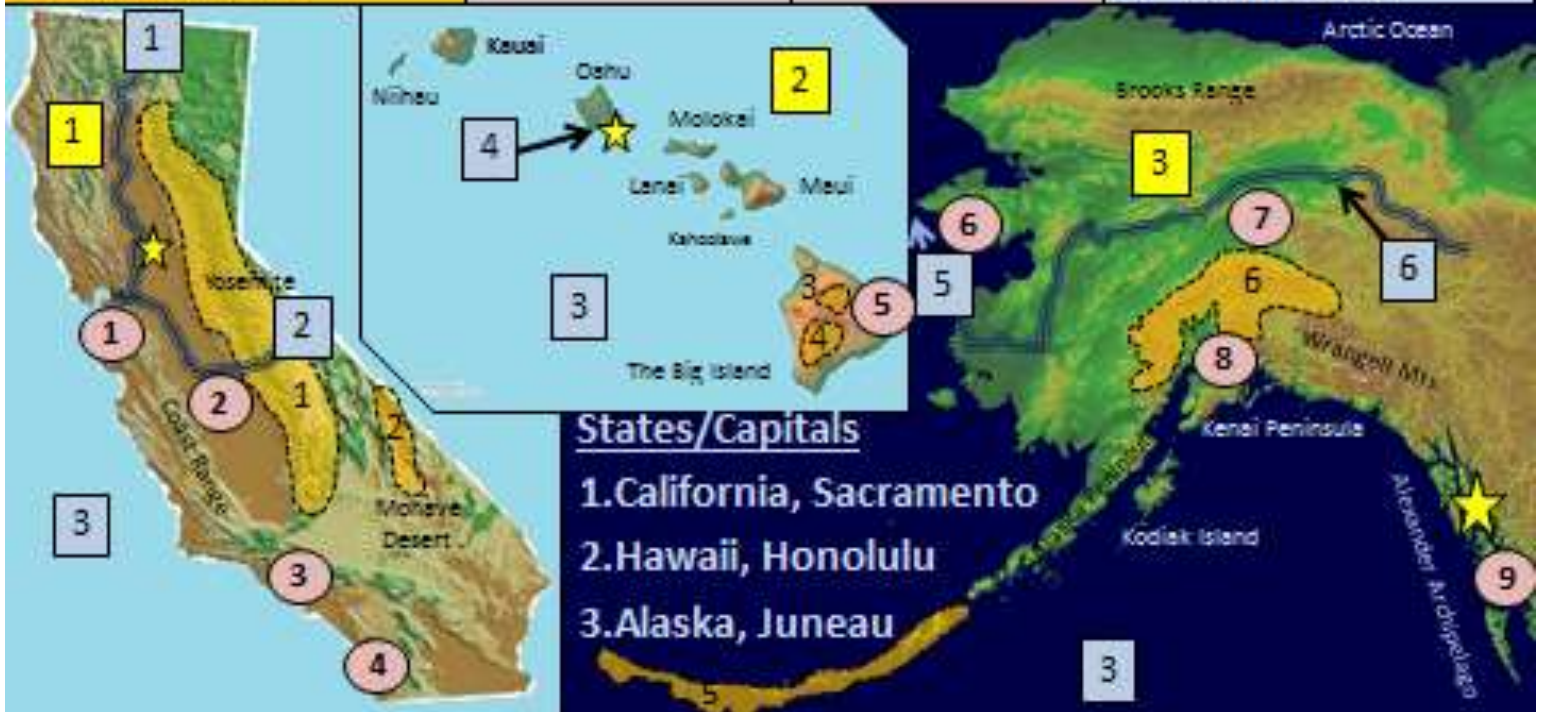 1
1
Yosemite
2
1
1
2
2
Coast Range
Mohave
Desert
3
3
4
Kauai
Niihau
Oahu
2
4
Molokai
Lanai
Maui
Kahoolawe
3
3
4
5
The Big Island
States/Capitals
1.California, Sacramento
2.Hawaii, Honolulu
3.Alaska, Juneau
Arctic Ocean
Brooks Range
3
6
7
5
6
6
8
Wrangell Mts
Kenai Peninsula
Kodiak Island
Alexander Archipelago
9
5
3